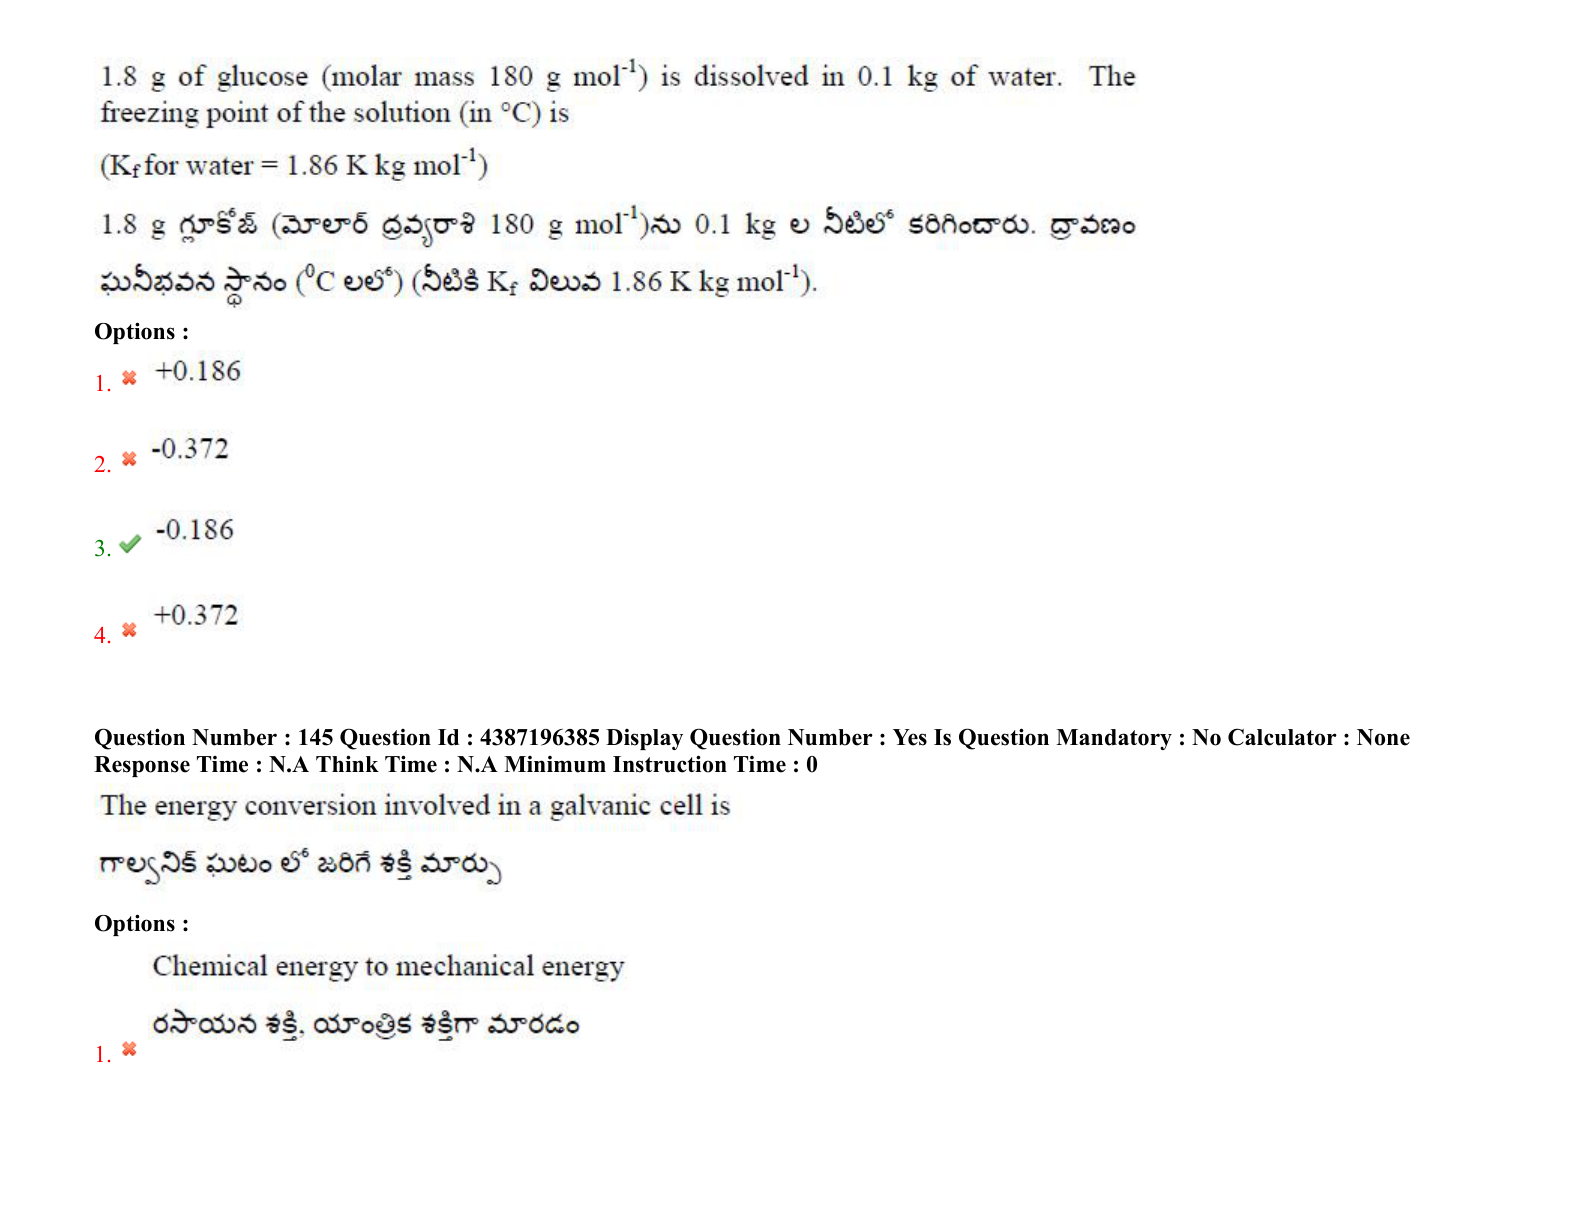 1.8 g of glucose (molar mass 180 g mol⁻¹) is dissolved in 0.1 kg of water. The
freezing point of the solution (in °C) is
(K_f for water = 1.86 K kg mol⁻¹)
1.8 g గ్లూకోజ్ (మోలార్ ద్రవ్యరాశి 180 g mol⁻¹)ను 0.1 kg ల నీటిలో కరిగించారు. ద్రావణం
ఘనీభవన స్థానం (⁰C లలో) (నీటికి K_f విలువ 1.86 K kg mol⁻¹).
Options :
1. +0.186
2. -0.372
3. -0.186
4. +0.372
Question Number : 145 Question Id : 4387196385 Display Question Number : Yes Is Question Mandatory : No Calculator : None
Response Time : N.A Think Time : N.A Minimum Instruction Time : 0
The energy conversion involved in a galvanic cell is
గాల్వనిక్ ఘటం లో జరిగే శక్తి మార్పు
Options :
Chemical energy to mechanical energy
రసాయన శక్తి, యాంత్రిక శక్తిగా మారడం
1.